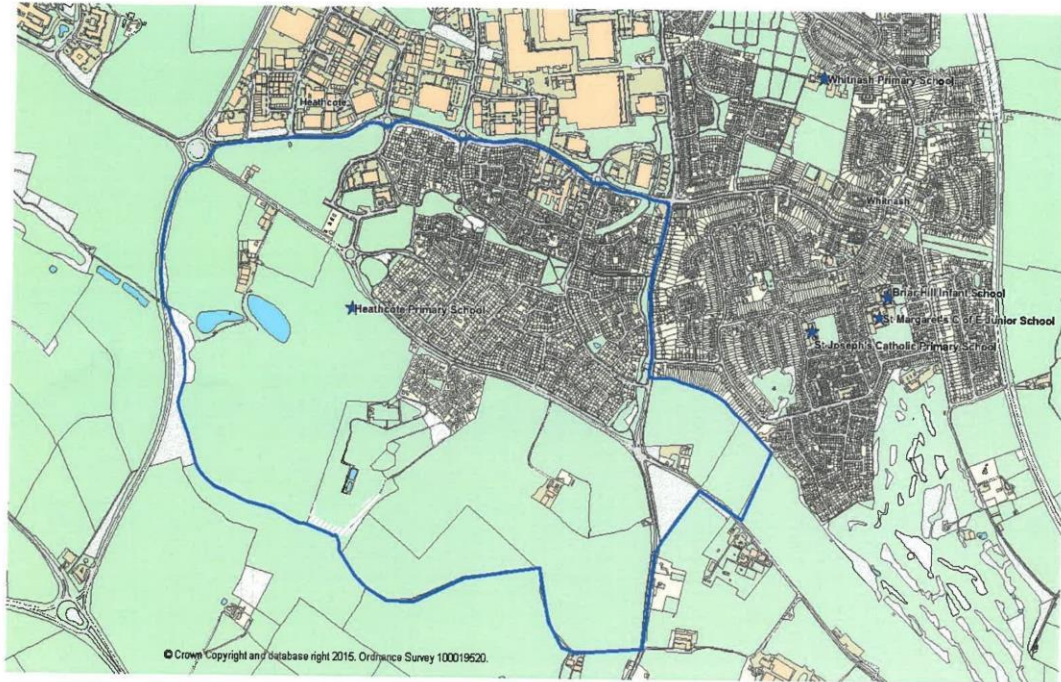 Whitnash Primary School
Heathcote
Whitnash
Briar Hill Infant School
Heathcote Primary School
St Margaret's C of E Junior School
St Joseph's Catholic Primary School
© Crown Copyright and database right 2015. Ordnance Survey 100019520.